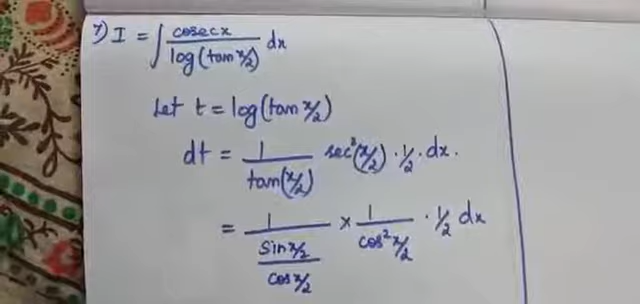 7) I = ∫ cosecx / log(tan x/2) dx
Let t = log(tan x/2)
dt = 1 / tan(x/2) sec²(x/2) · 1/2 · dx.
= 1 / (sin x/2 / cos x/2) × 1 / cos² x/2 · 1/2 dx